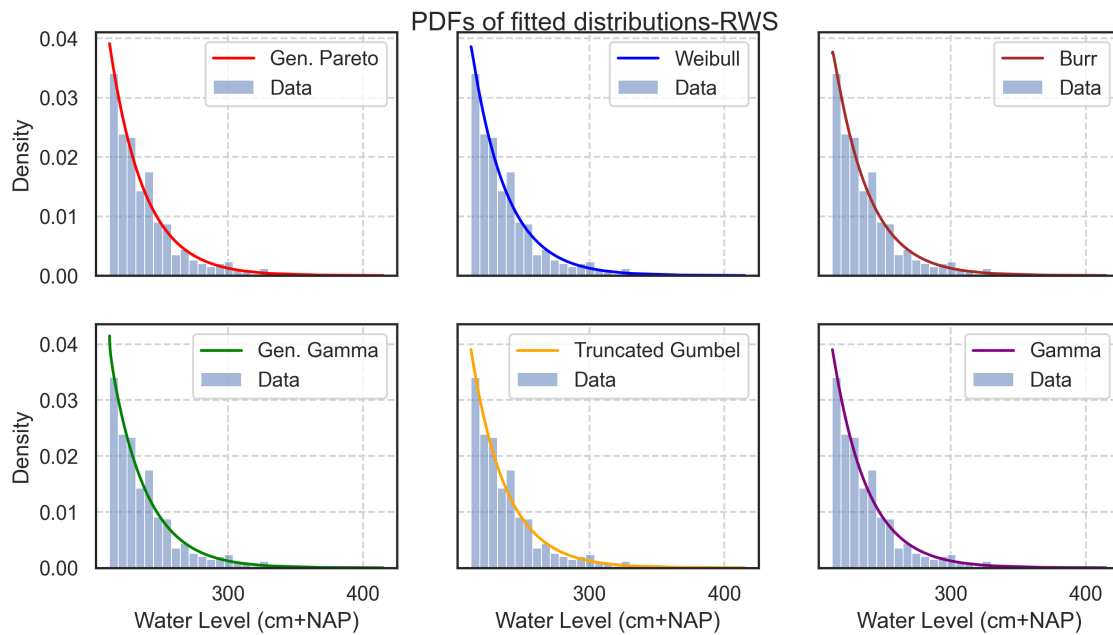 PDFs of fitted distributions-RWS
0.04
0.03
0.02
0.01
0.00
Density
Gen. Pareto
Data
Weibull
Data
300
400
Burr
Data
0.04
0.03
0.02
0.01
0.00
Density
Gen. Gamma
Data
300
400
Water Level (cm+NAP)
Truncated Gumbel
Data
300
400
Water Level (cm+NAP)
Gamma
Data
300
400
Water Level (cm+NAP)